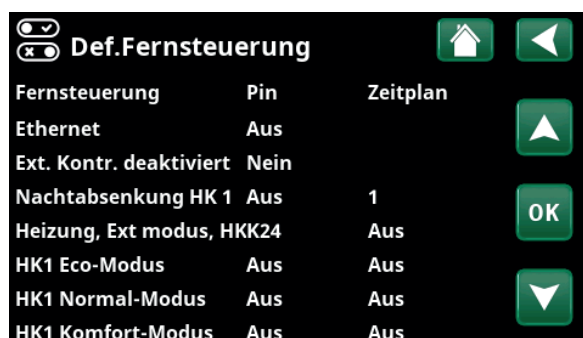 Def.Fernsteuerung
Fernsteuerung Pin Zeitplan
Ethernet Aus
Ext. Kontr. deaktiviert Nein
Nachtabsenkung HK 1 Aus 1
Heizung, Ext modus, HKK24 Aus
HK1 Eco-Modus Aus Aus
HK1 Normal-Modus Aus Aus
HK1 Komfort-Modus Aus Aus
OK